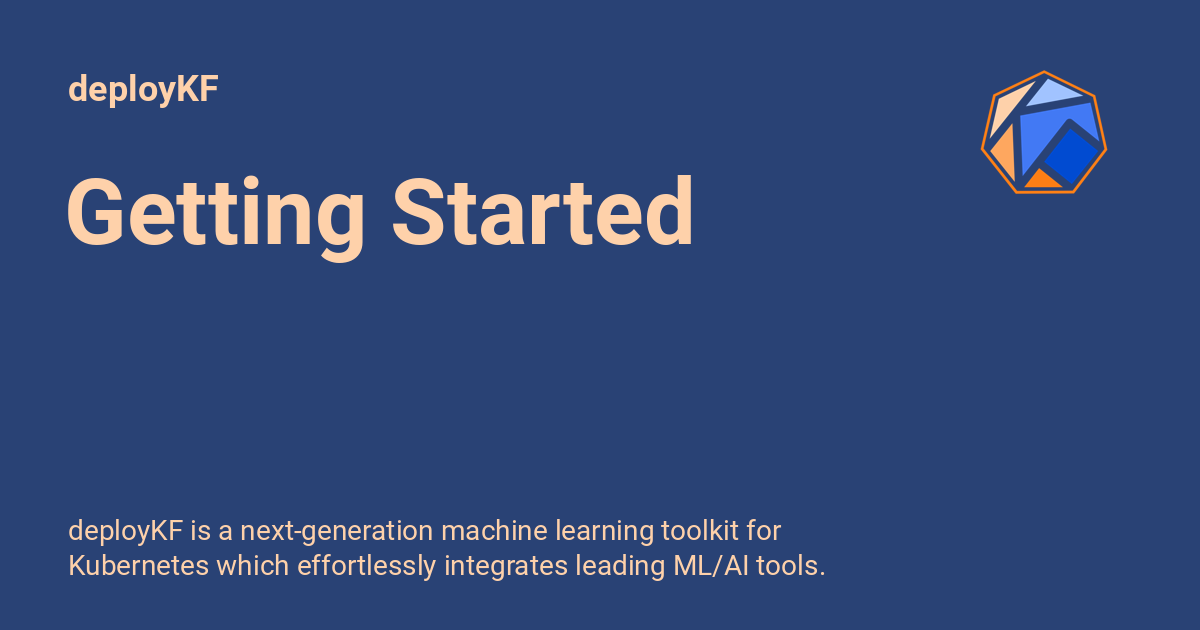 deployKF
Getting Started
deployKF is a next-generation machine learning toolkit for
Kubernetes which effortlessly integrates leading ML/AI tools.